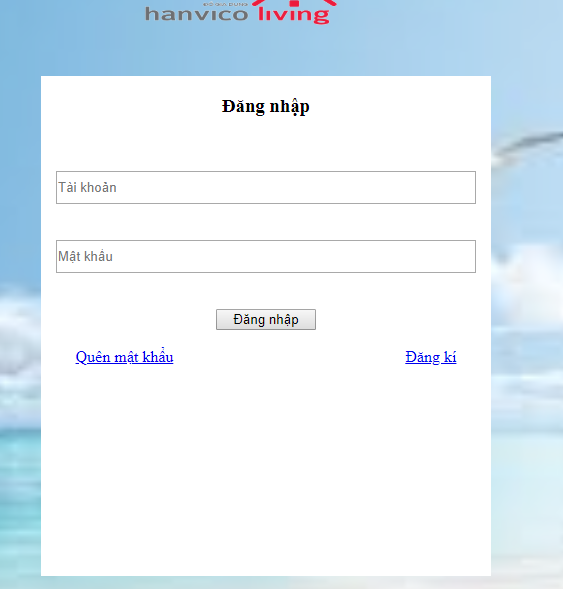 hanvico living
Đăng nhập
Tài khoản
Mật khẩu
Đăng nhập
Quên mật khẩu
Đăng kí